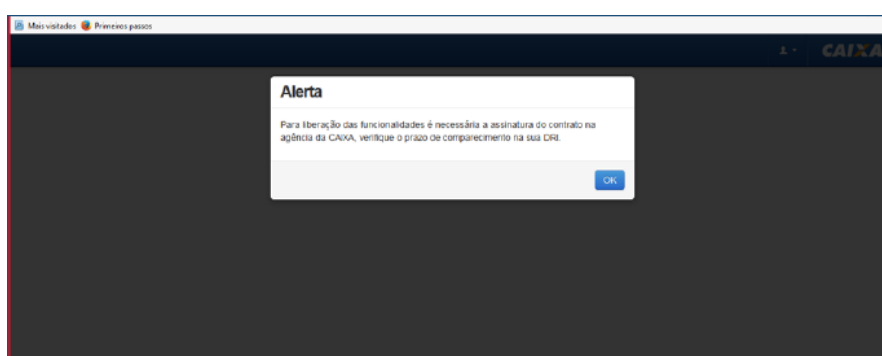 Mais visitados Primeiros passos
CAIXA
Alerta
Para liberação das funcionalidades é necessária a assinatura do contrato na
agência da CAIXA, verifique o prazo de comparecimento na sua DRI.
OK